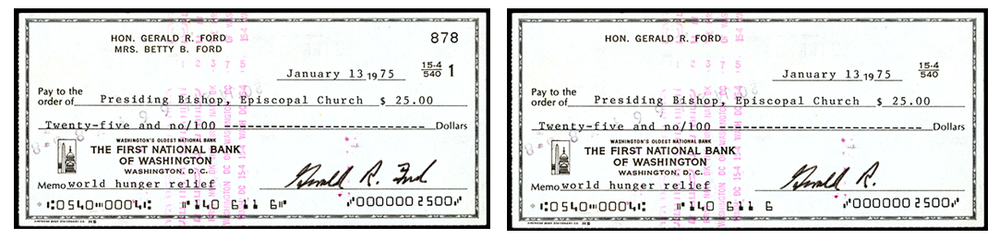 HON. GERALD R. FORD
MRS. BETTY B. FORD
878
January 13 1975
15-4
540
1
Pay to the
order of Presiding Bishop, Episcopal Church $ 25.00
Twenty-five and no/100 Dollars
WASHINGTON'S OLDEST NATIONAL BANK
THE FIRST NATIONAL BANK
OF WASHINGTON
WASHINGTON, D. C.
Gerald R. Ford
Memo world hunger relief
⑆0540⑉0004⑆ ⑈140 611 6⑈ ⑈0000002500⑈
AMERICAN BANK STATIONERY CO. HS
HON. GERALD R. FORD
January 13 1975
15-4
540
Pay to the
order of Presiding Bishop, Episcopal Church $ 25.00
Twenty-five and no/100 Dollars
WASHINGTON'S OLDEST NATIONAL BANK
THE FIRST NATIONAL BANK
OF WASHINGTON
WASHINGTON, D. C.
Gerald R.
Memo world hunger relief
⑆0540⑉0004⑆ ⑈140 611 6 ⑈0000002500⑈
AMERICAN BANK STATIONERY CO. HS